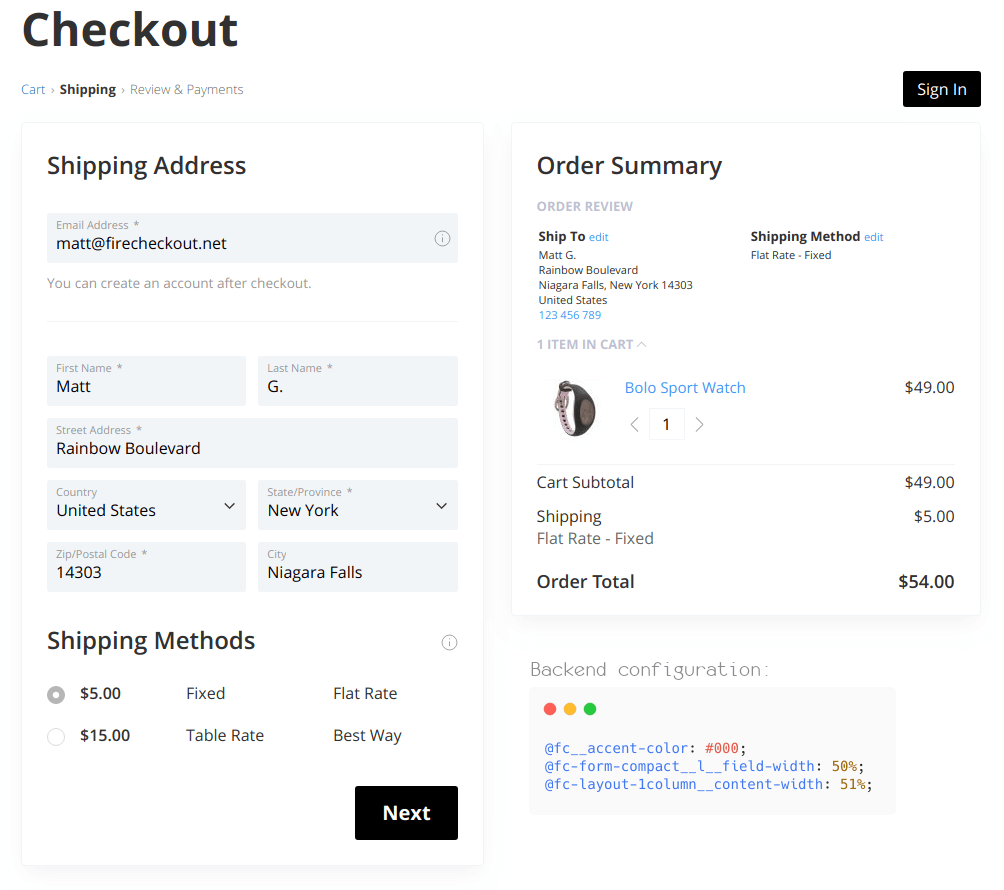 Checkout
Cart › Shipping › Review & Payments
Sign In
Shipping Address
Email Address *
matt@firecheckout.net
You can create an account after checkout.
First Name *
Matt
Last Name *
G.
Street Address *
Rainbow Boulevard
Country
United States
State/Province *
New York
Zip/Postal Code *
14303
City
Niagara Falls
Shipping Methods
$5.00 Fixed Flat Rate
$15.00 Table Rate Best Way
Next
Order Summary
ORDER REVIEW
Ship To edit
Matt G.
Rainbow Boulevard
Niagara Falls, New York 14303
United States
123 456 789
Shipping Method edit
Flat Rate - Fixed
1 ITEM IN CART
Bolo Sport Watch $49.00
1
Cart Subtotal $49.00
Shipping $5.00
Flat Rate - Fixed
Order Total $54.00
Backend configuration:
@fc__accent-color: #000;
@fc-form-compact__l__field-width: 50%;
@fc-layout-1column__content-width: 51%;